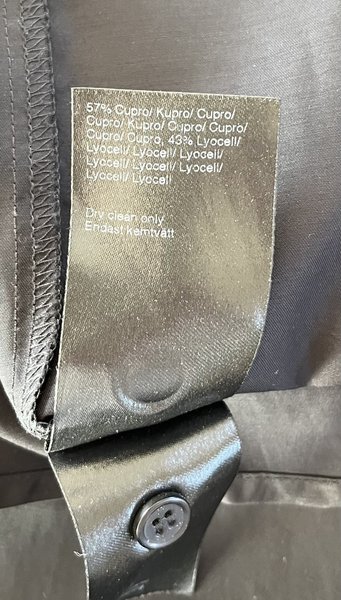 57% Cupro/ Kupro/ Cupro/
Cupro/ Kupro/ Cupro/ Cupro/
Cupro/ Cupro, 43% Lyocell/
Lyocell/ Lyocell/ Lyocell/
Lyocell/ Lyocell/ Lyocell/
Lyocell/ Lyocell
Dry clean only
Endast kemtvätt